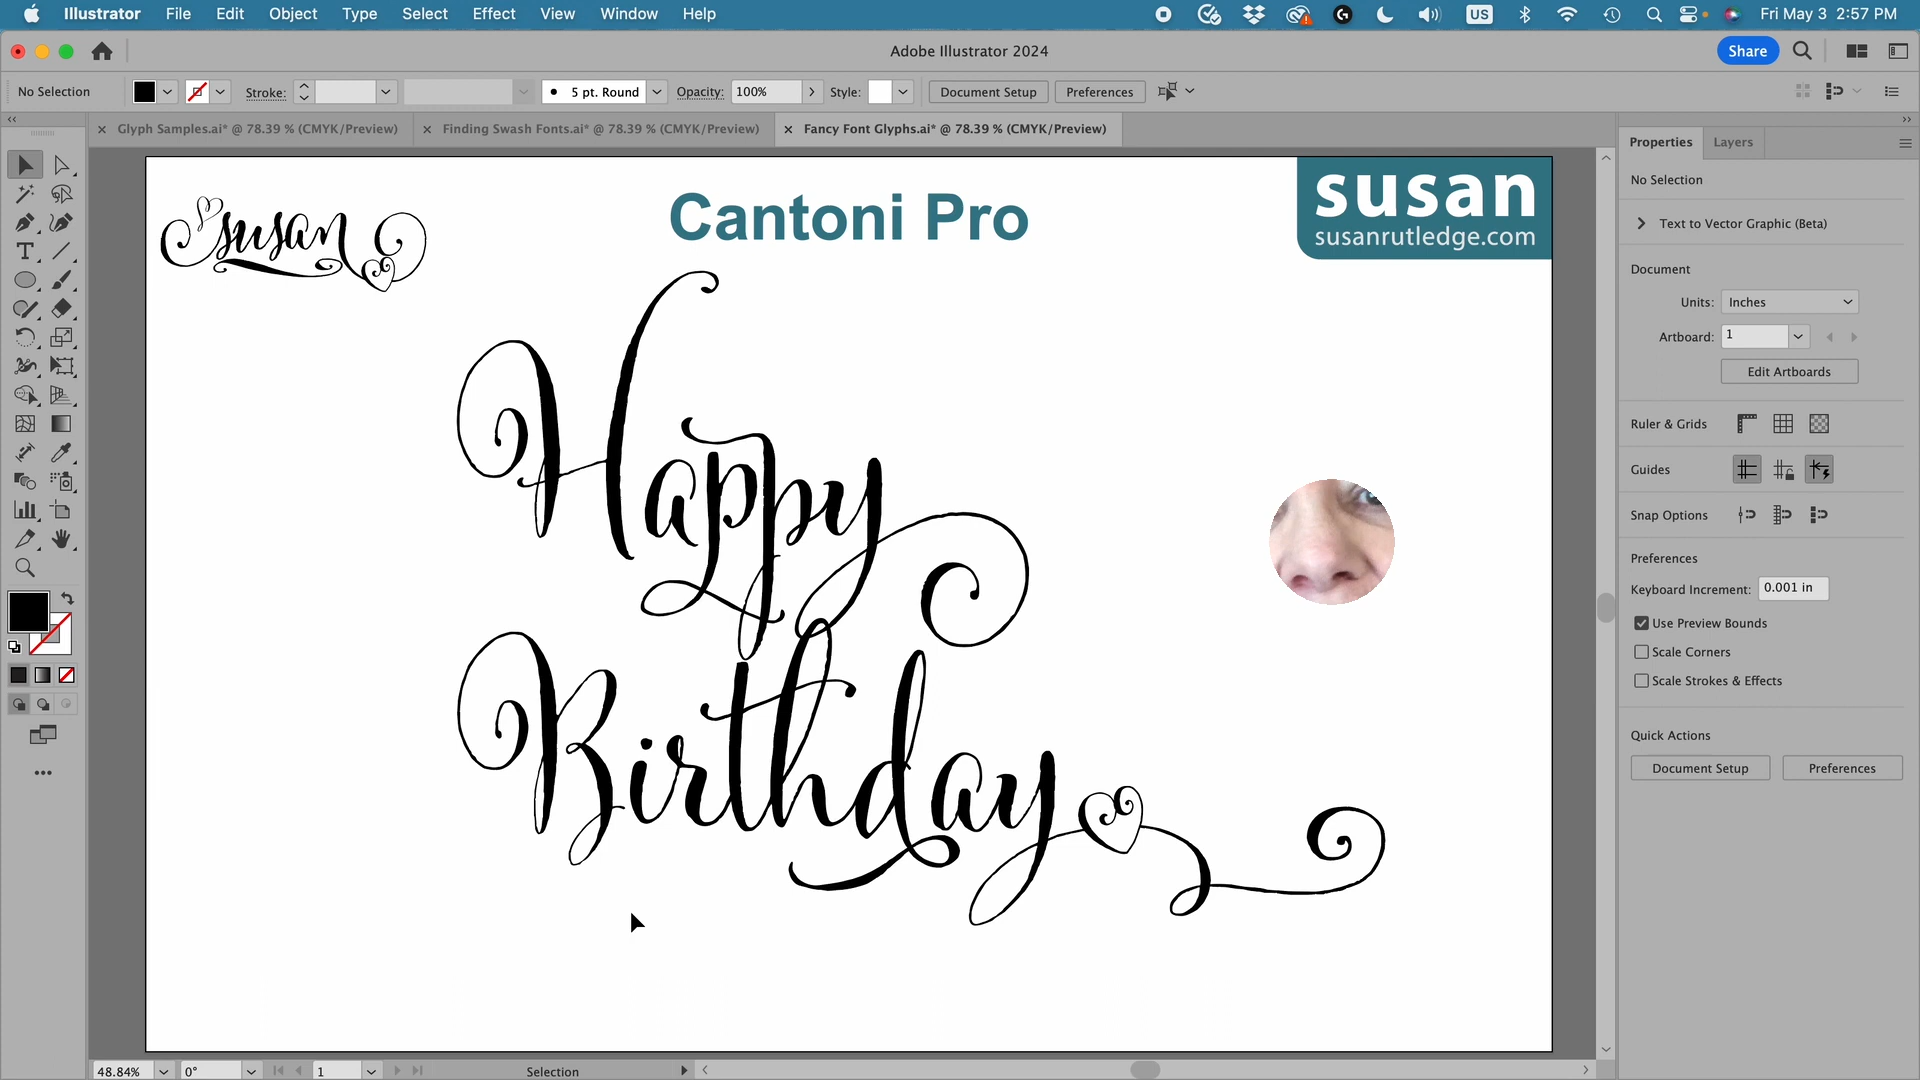 Illustrator File Edit Object Type Select Effect View Window Help US Fri May 3 2:57 PM
Adobe Illustrator 2024 Share
No Selection Stroke: 5 pt. Round Opacity: 100% Style: Document Setup Preferences
Glyph Samples.ai* @ 78.39 % (CMYK/Preview) Finding Swash Fonts.ai* @ 78.39 % (CMYK/Preview) Fancy Font Glyphs.ai* @ 78.39 % (CMYK/Preview)
Properties Layers
No Selection
Text to Vector Graphic (Beta)
Document
Units: Inches
Artboard: 1
Edit Artboards
Ruler & Grids
Guides
Snap Options
Preferences
Keyboard Increment: 0.001 in
Use Preview Bounds
Scale Corners
Scale Strokes & Effects
Quick Actions
Document Setup Preferences
susan
Cantoni Pro
susan
susanrutledge.com
Happy
Birthday
48.84% 0° 1 Selection